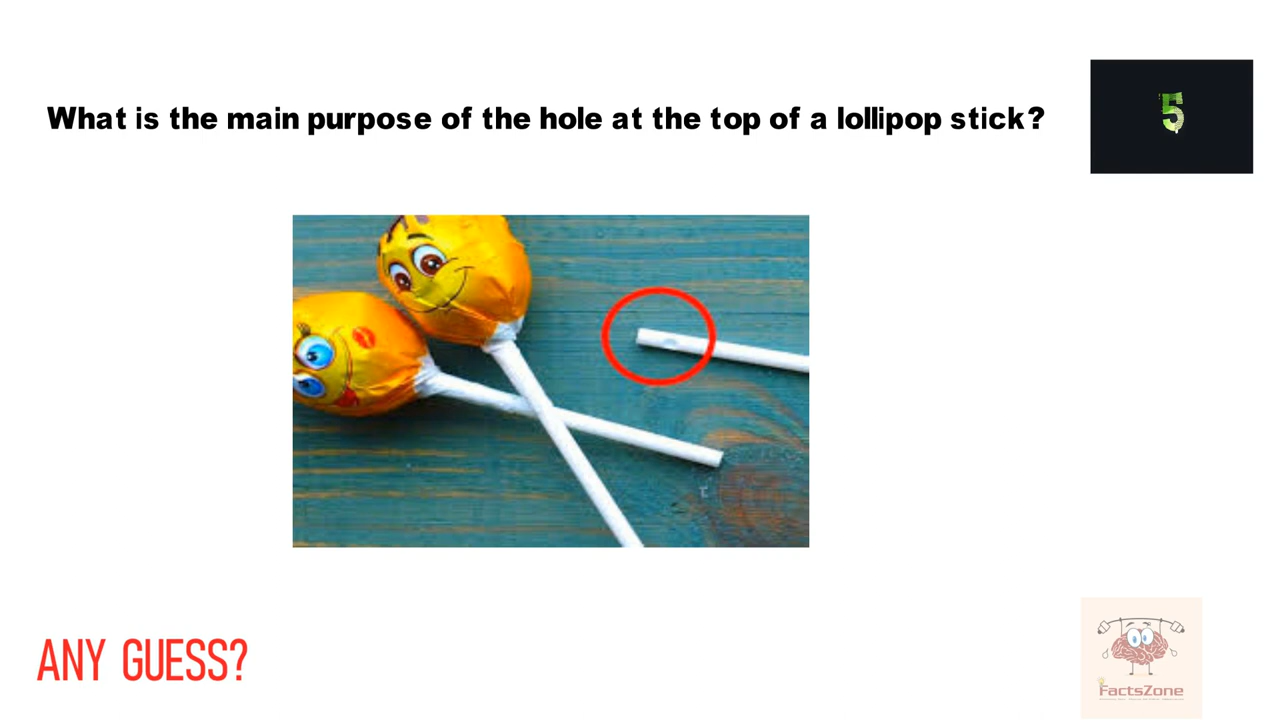 What is the main purpose of the hole at the top of a lollipop stick?
5
ANY GUESS?
FactsZone